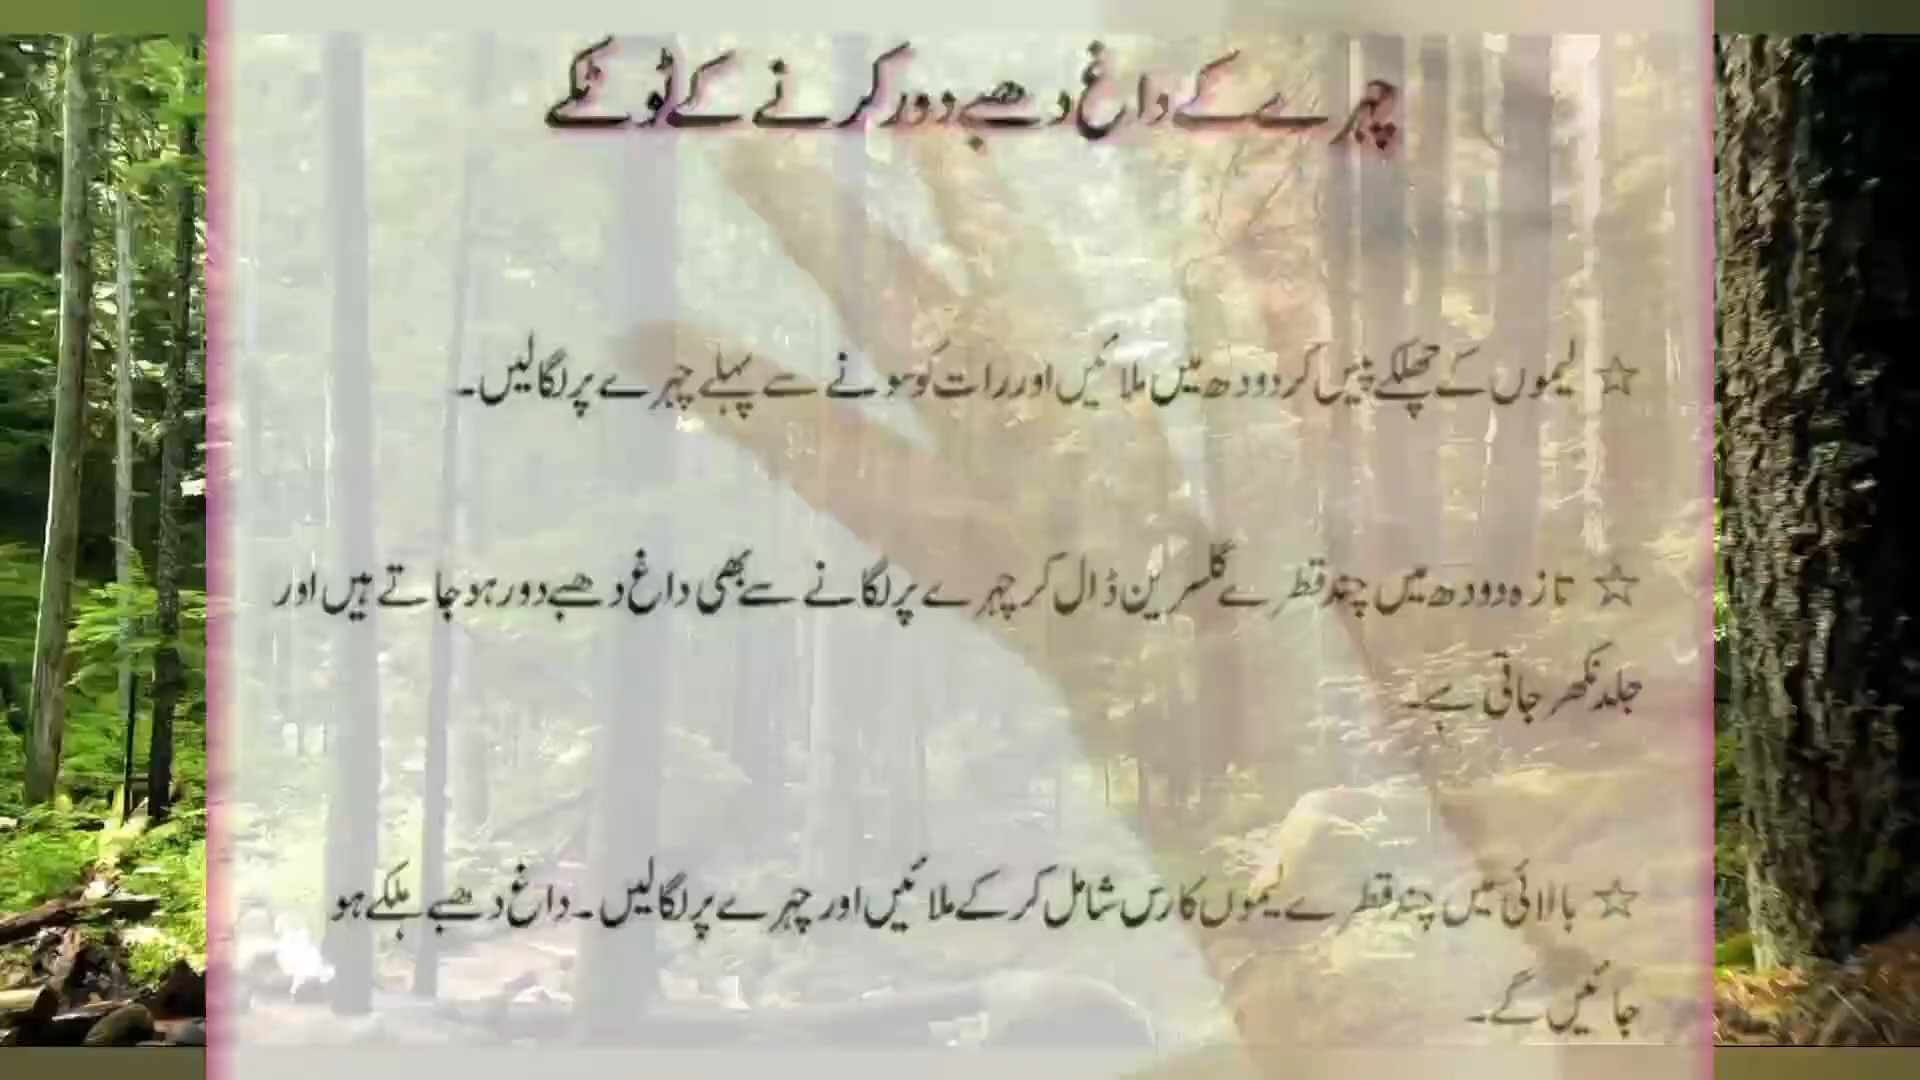 چہرے کے داغ دھبے دور کرنے کے ٹوٹکے
☆ لیموں کے چھلکے پیس کر دودھ میں ملائیں اور رات کو سونے سے پہلے چہرے پر لگالیں۔
☆ تازہ دودھ میں چند قطرے گلسرین ڈال کر چہرے پر لگانے سے بھی داغ دھبے دور ہو جاتے ہیں اور
جلد نکھر جاتی ہے۔
☆ بالائی میں چند قطرے لیموں کا رس شامل کر کے ملائیں اور چہرے پر لگالیں۔ داغ دھبے ہلکے ہو
جائیں گے۔